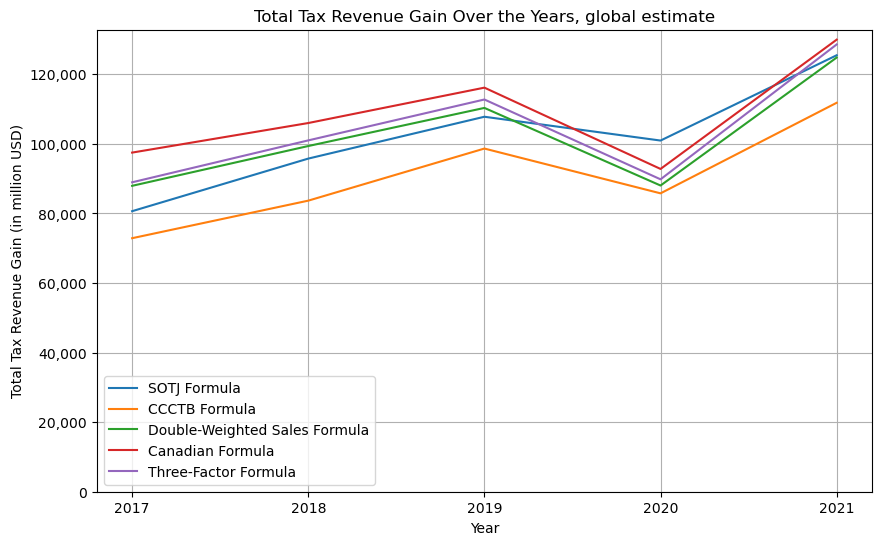 Total Tax Revenue Gain Over the Years, global estimate
Total Tax Revenue Gain (in million USD)
120,000
100,000
80,000
60,000
40,000
20,000
0
SOTJ Formula
CCCTB Formula
Double-Weighted Sales Formula
Canadian Formula
Three-Factor Formula
2017 2018 2019 2020 2021
Year